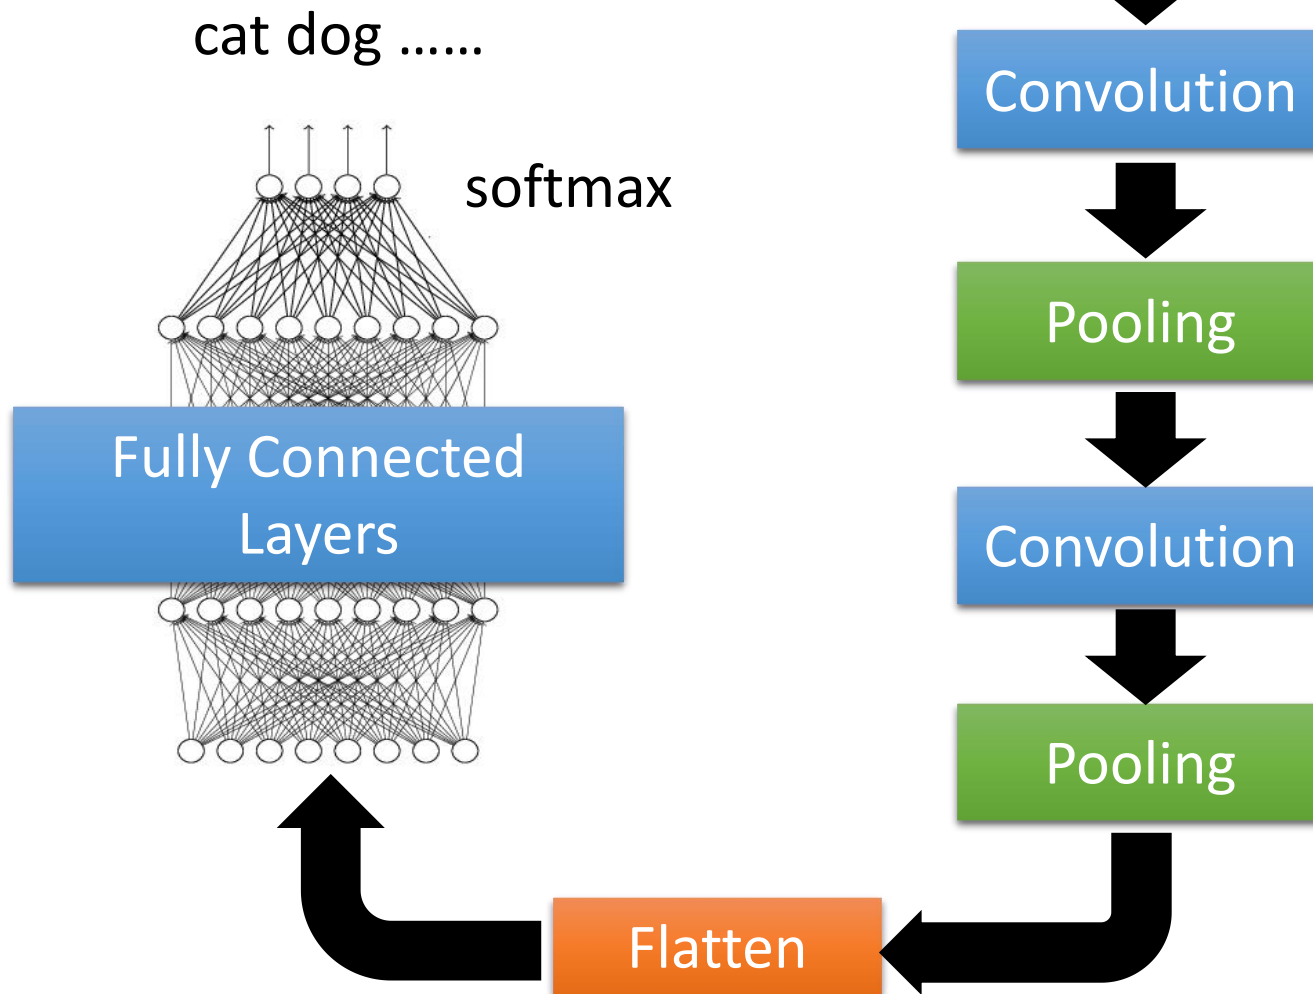 cat dog ……
softmax
Fully Connected
Layers
Convolution
Pooling
Convolution
Pooling
Flatten